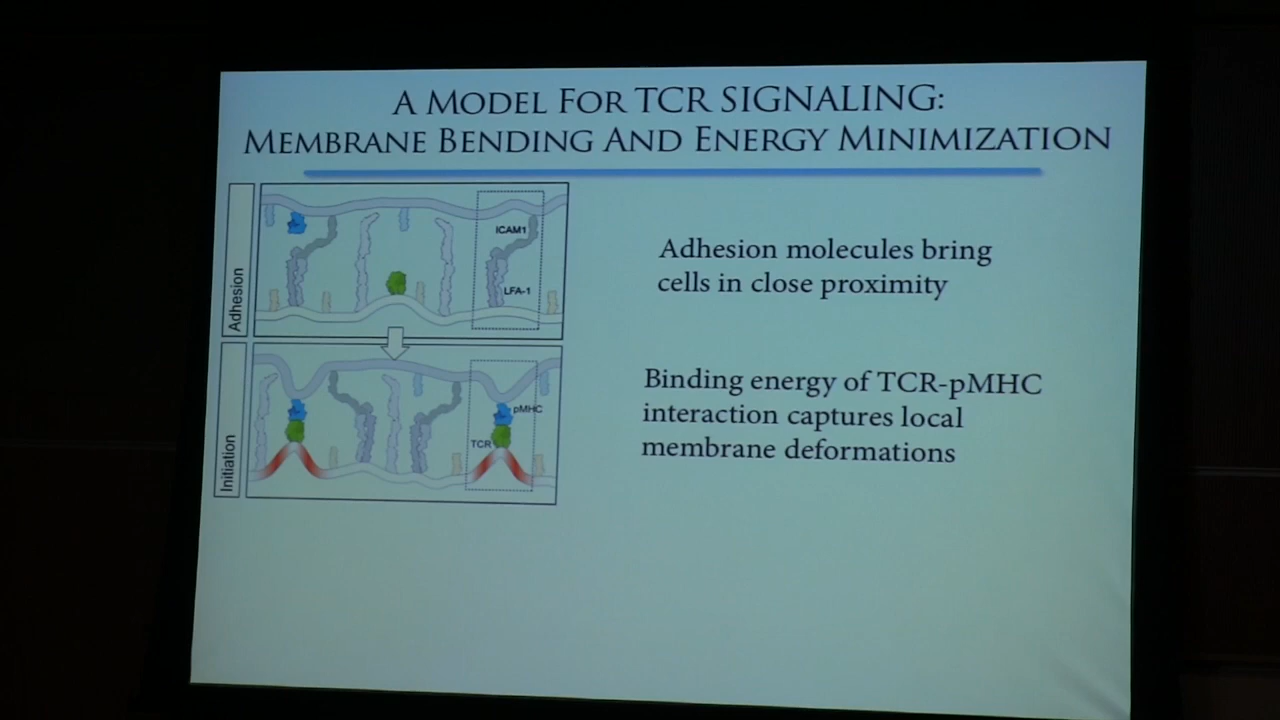 A MODEL FOR TCR SIGNALING:
MEMBRANE BENDING AND ENERGY MINIMIZATION
Adhesion
ICAM1
LFA-1
Adhesion molecules bring
cells in close proximity
Initiation
pMHC
TCR
Binding energy of TCR-pMHC
interaction captures local
membrane deformations